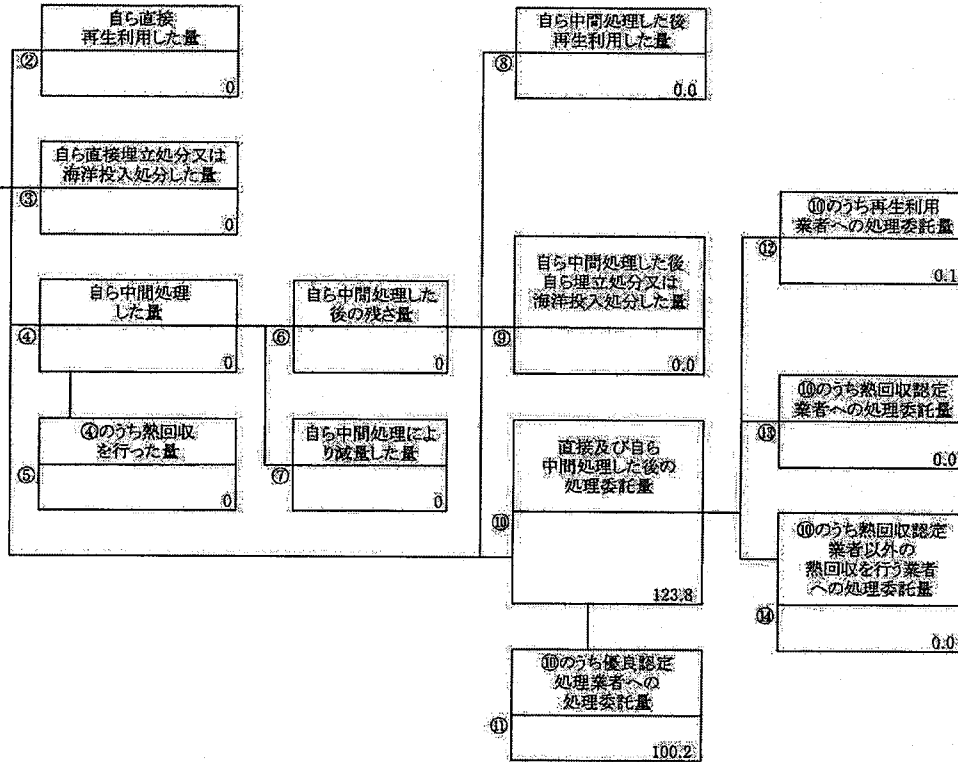 自ら直接
再生利用した量
②
0
自ら直接埋立処分又は
海洋投入処分した量
③
0
自ら中間処理
した量
④
0
④のうち熱回収
を行った量
⑤
0
自ら中間処理した
後の残さ量
⑥
0
自ら中間処理によ
り減量した量
⑦
0
自ら中間処理した後
再生利用した量
⑧
0.0
自ら中間処理した後
自ら埋立処分又は
海洋投入処分した量
⑨
0.0
直接及び自ら
中間処理した後の
処理委託量
⑩
123.8
⑩のうち優良認定
処理業者への
処理委託量
⑪
100.2
⑩のうち再生利用
業者への処理委託量
⑫
0.1
⑩のうち熱回収認定
業者への処理委託量
⑬
0.0
⑩のうち熱回収認定
業者以外の
熱回収を行う業者
への処理委託量
⑭
0.0